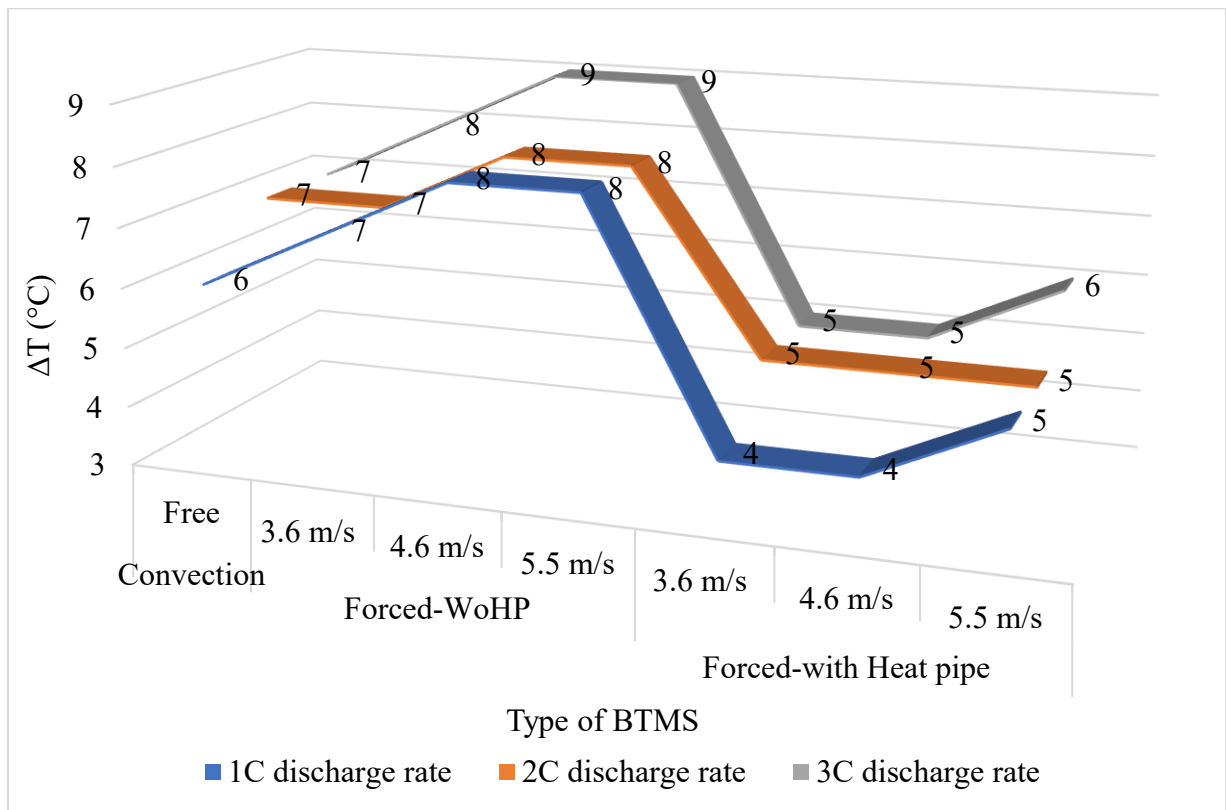 9
8
7
6
5
4
3
ΔT (°C)
7 8 9 9 5 5 6
7 7 8 8 5 5 5
6 7 8 8 4 4 5
Free
Convection
3.6 m/s 4.6 m/s 5.5 m/s 3.6 m/s 4.6 m/s 5.5 m/s
Forced-WoHP
Forced-with Heat pipe
Type of BTMS
1C discharge rate 2C discharge rate 3C discharge rate